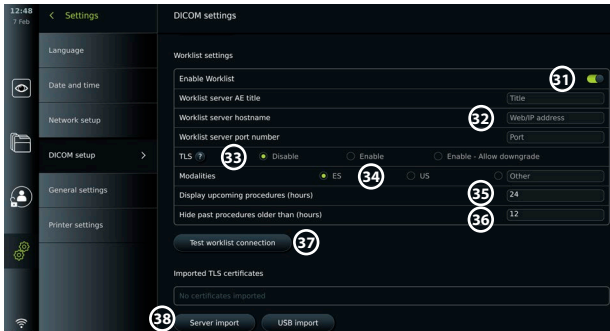 12:48
7 Feb
Settings
DICOM settings
Language
Date and time
Network setup
DICOM setup
General settings
Printer settings
Worklist settings
Enable Worklist 31
Worklist server AE title Title
Worklist server hostname 32 Web/IP address
Worklist server port number Port
TLS ? 33 Disable Enable Enable - Allow downgrade
Modalities ES 34 US Other
Display upcoming procedures (hours) 35 24
Hide past procedures older than (hours) 36 12
Test worklist connection 37
Imported TLS certificates
No certificates imported
38 Server import USB import